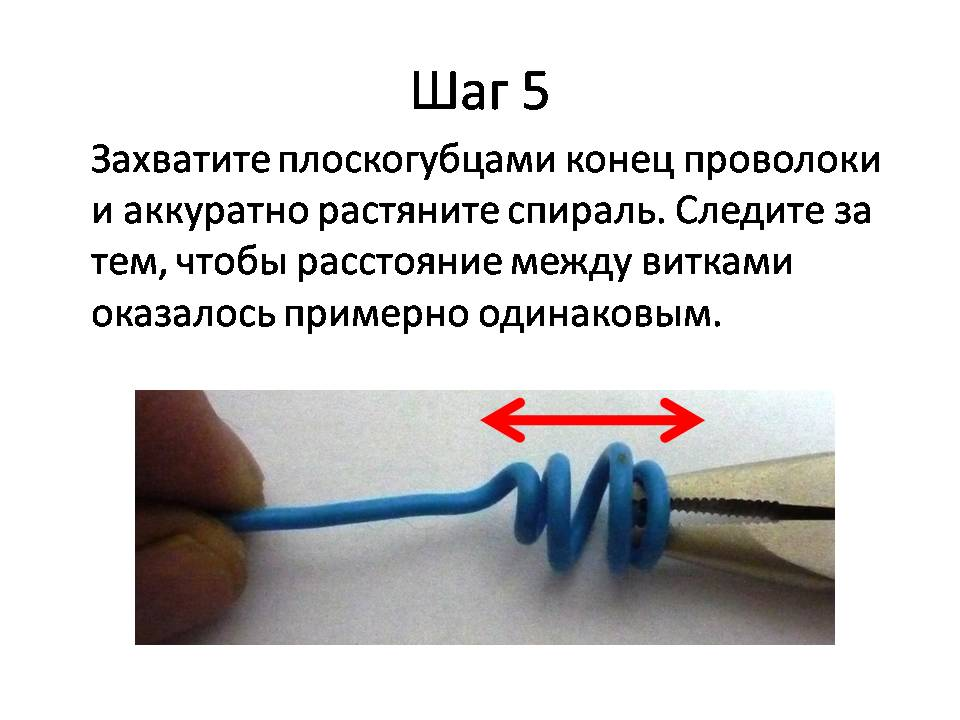 Шаг 5
Захватите плоскогубцами конец проволоки
и аккуратно растяните спираль. Следите за
тем, чтобы расстояние между витками
оказалось примерно одинаковым.